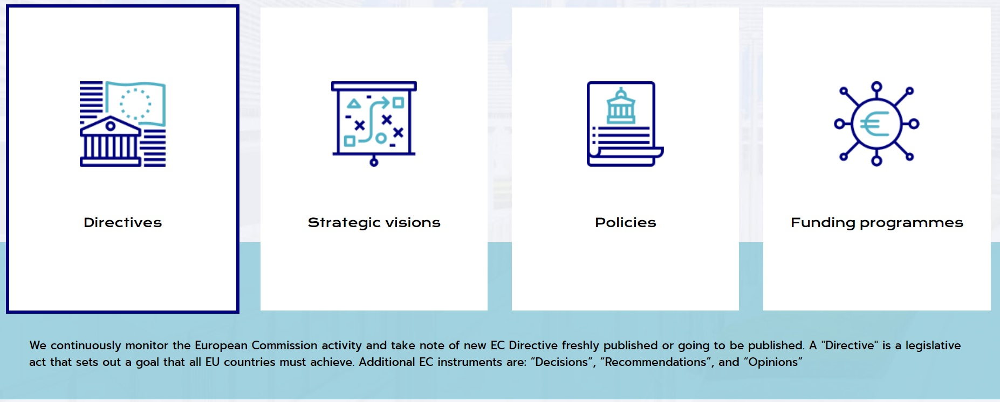 Directives
Strategic visions
Policies
Funding programmes
We continuously monitor the European Commission activity and take note of new EC Directive freshly published or going to be published. A "Directive" is a legislative
act that sets out a goal that all EU countries must achieve. Additional EC instruments are: “Decisions”, “Recommendations”, and “Opinions”